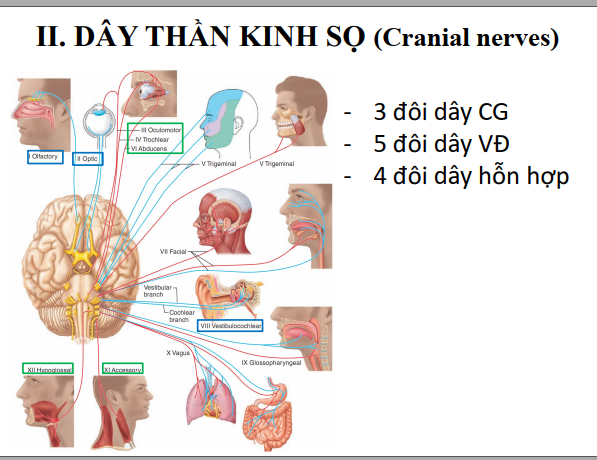 II. DÂY THẦN KINH SỌ (Cranial nerves)
- 3 đôi dây CG
- 5 đôi dây VĐ
- 4 đôi dây hỗn hợp
I Olfactory
II Optic
III Oculomotor
IV Trochlear
VI Abducens
V Trigeminal
V Trigeminal
VII Facial
Vestibular
branch
Cochlear
branch
VIII Vestibulocochlear
X Vagus
IX Glossopharyngeal
XII Hypoglossal
XI Accessory